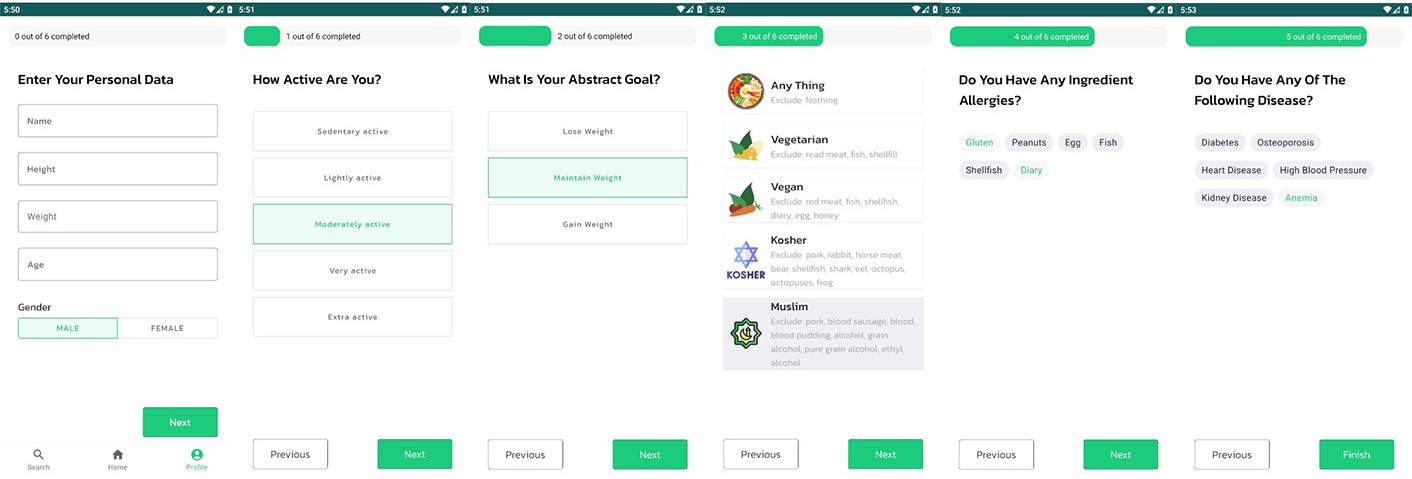 5:50
0 out of 6 completed
Enter Your Personal Data
Name
Height
Weight
Age
Gender
MALE FEMALE
Next
Search Home Profile
5:51
1 out of 6 completed
How Active Are You?
Sedentary active
Lightly active
Moderately active
Very active
Extra active
Previous Next
5:51
2 out of 6 completed
What Is Your Abstract Goal?
Lose Weight
Maintain Weight
Gain Weight
Previous Next
5:52
3 out of 6 completed
Any Thing
Exclude: Nothing
Vegetarian
Exclude: read meat, fish, shellfill
Vegan
Exclude: red meat, fish, shellfish,
diary, egg, honey
KOSHER
Kosher
Exclude: pork, rabbit, horse meat,
bear, shellfish, shark, eel, octopus,
octopuses, frog
Muslim
Exclude: pork, blood sausage, blood,
blood pudding, alcohol, grain
alcohol, pure grain alcohol, ethyl
alcohol
Previous Next
5:52
4 out of 6 completed
Do You Have Any Ingredient
Allergies?
Gluten Peanuts Egg Fish
Shellfish Diary
Previous Next
5:53
5 out of 6 completed
Do You Have Any Of The
Following Disease?
Diabetes Osteoporosis
Heart Disease High Blood Pressure
Kidney Disease Anemia
Previous Finish